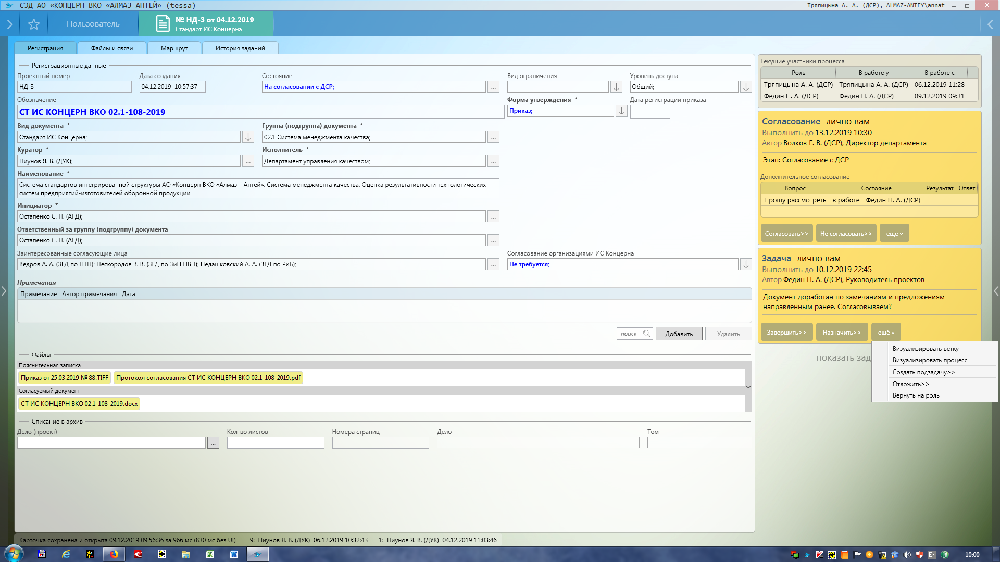 СЭД АО «КОНЦЕРН ВКО «АЛМАЗ-АНТЕЙ» (tessa)
Тряпицына А. А. (ДСР), ALMAZ-ANTEY\annat
Пользователь
№ НД-3 от 04.12.2019
Стандарт ИС Концерна
Регистрация
Файлы и связи
Маршрут
История заданий
Регистрационные данные
Проектный номер
Дата создания
Состояние
Вид ограничения
Уровень доступа
НД-3
04.12.2019 10:57:37
На согласовании с ДСР;
...
Общий;
Обозначение
Форма утверждения *
Дата регистрации приказа
СТ ИС КОНЦЕРН ВКО 02.1-108-2019
Приказ;
Вид документа *
Группа (подгруппа) документа *
Стандарт ИС Концерна;
02.1 Система менеджмента качества;
...
Куратор *
Исполнитель *
Пиунов Я. В. (ДУК);
...
Департамент управления качеством;
...
Наименование *
Система стандартов интегрированной структуры АО «Концерн ВКО «Алмаз – Антей». Система менеджмента качества. Оценка результативности технологических
систем предприятий-изготовителей оборонной продукции
Инициатор *
Остапенко С. Н. (АГД);
...
Ответственный за группу (подгруппу) документа
Остапенко С. Н. (АГД);
...
Заинтересованные согласующие лица
Согласование организациями ИС Концерна
Ведров А. А. (ЗГД по ПТП); Нескородов В. В. (ЗГД по ЗиП ПВН); Недашковский А. А. (ЗГД по РиБ);
...
Не требуется;
Примечания
Примечание
Автор примечания
Дата
поиск
Добавить
Удалить
Файлы
Пояснительная записка
Приказ от 25.03.2019 № 88.TIFF
Протокол согласования СТ ИС КОНЦЕРН ВКО 02.1-108-2019.pdf
Согласуемый документ
СТ ИС КОНЦЕРН ВКО 02.1-108-2019.docx
Списание в архив
Дело (проект)
Кол-во листов
Номера страниц
Дело
Том
...
Текущие участники процесса
Роль
В работе у
В работе с
Тряпицына А. А. (ДСР) Тряпицына А. А. (ДСР) 06.12.2019 11:28
Федин Н. А. (ДСР) Федин Н. А. (ДСР) 09.12.2019 09:31
Согласование лично вам
Выполнить до 13.12.2019 10:30
Автор Волков Г. В. (ДСР), Директор департамента
Этап: Согласование с ДСР
Дополнительное согласование
Вопрос
Состояние
Результат
Ответ
Прошу рассмотреть в работе - Федин Н. А. (ДСР)
Согласовать>>
Не согласовать>>
ещё v
Задача лично вам
Выполнить до 10.12.2019 22:45
Автор Федин Н. А. (ДСР), Руководитель проектов
Документ доработан по замечаниям и предложениям
направленным ранее. Согласовываем?
Завершить>>
Назначить>>
ещё v
показать зад
Визуализировать ветку
Визуализировать процесс
Создать подзадачу>>
Отложить>>
Вернуть на роль
Карточка сохранена и открыта 09.12.2019 09:56:36 за 966 мс (830 мс без UI)
9: Пиунов Я. В. (ДУК) 06.12.2019 10:32:43
1: Пиунов Я. В. (ДУК) 04.12.2019 11:03:46
En
10:00